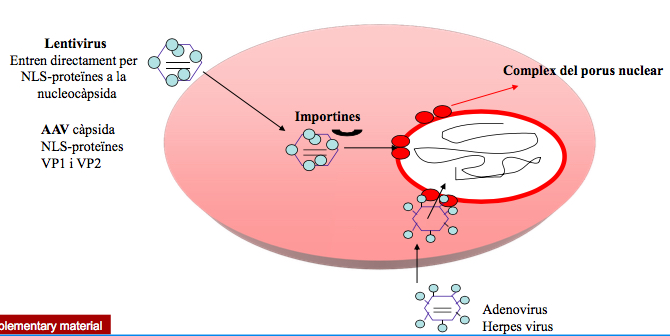 Lentivirus
Entren directament per
NLS-proteïnes a la
nucleocàpsida
AAV càpsida
NLS-proteïnes
VP1 i VP2
Importines
Complex del porus nuclear
Adenovirus
Herpes virus
plementary material